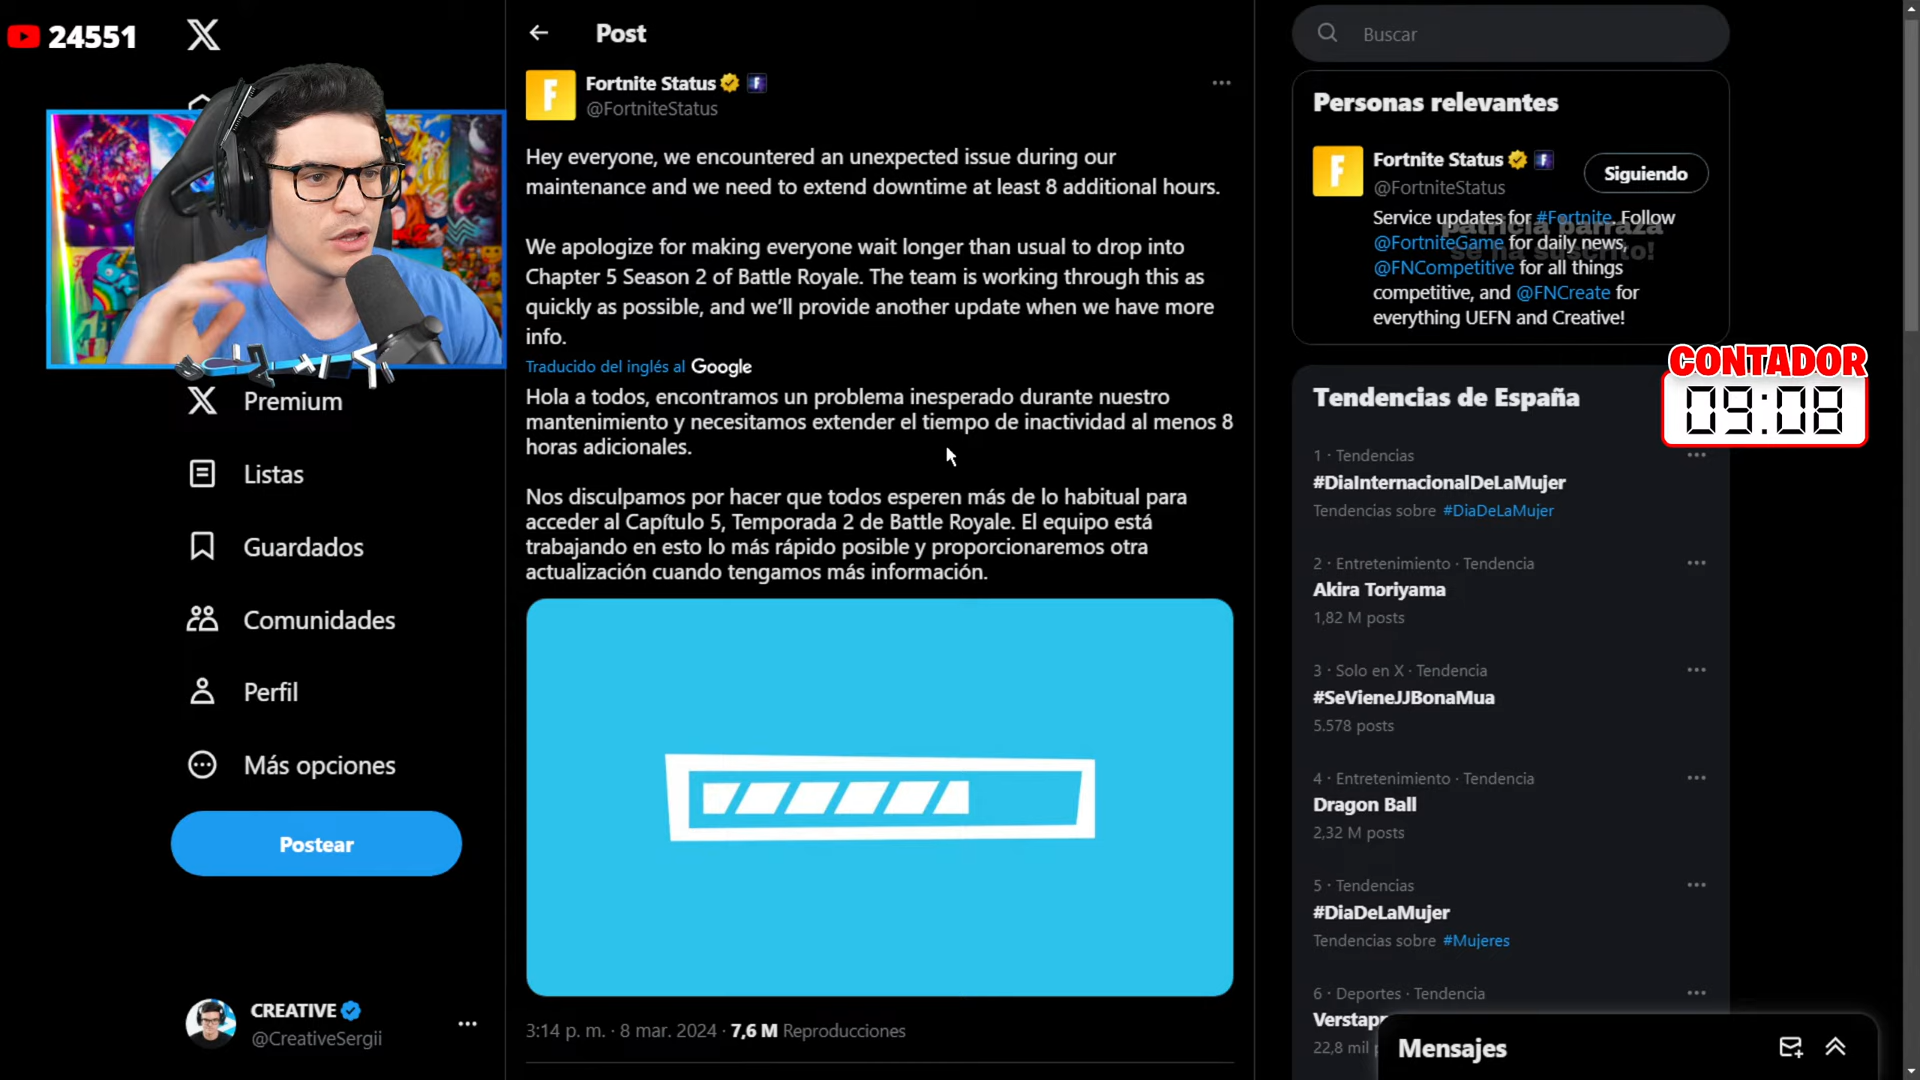 24551
Post
Fortnite Status
@FortniteStatus
Hey everyone, we encountered an unexpected issue during our
maintenance and we need to extend downtime at least 8 additional hours.
We apologize for making everyone wait longer than usual to drop into
Chapter 5 Season 2 of Battle Royale. The team is working through this as
quickly as possible, and we'll provide another update when we have more
info.
Traducido del inglés al Google
Hola a todos, encontramos un problema inesperado durante nuestro
mantenimiento y necesitamos extender el tiempo de inactividad al menos 8
horas adicionales.
Nos disculpamos por hacer que todos esperen más de lo habitual para
acceder al Capítulo 5, Temporada 2 de Battle Royale. El equipo está
trabajando en esto lo más rápido posible y proporcionaremos otra
actualización cuando tengamos más información.
3:14 p. m. · 8 mar. 2024 · 7,6 M Reproducciones
Premium
Listas
Guardados
Comunidades
Perfil
Más opciones
Postear
CREATIVE
@CreativeSergii
Buscar
Personas relevantes
Fortnite Status
@FortniteStatus
Siguiendo
Service updates for #Fortnite. Follow
@FortniteGame for daily news,
@FNCompetitive for all things
competitive, and @FNCreate for
everything UEFN and Creative!
patricia barraza
se ha suscrito!
CONTADOR
09:08
Tendencias de España
1 · Tendencias
#DiaInternacionalDeLaMujer
Tendencias sobre #DiaDeLaMujer
2 · Entretenimiento · Tendencia
Akira Toriyama
1,82 M posts
3 · Solo en X · Tendencia
#SeVieneJJBonaMua
5.578 posts
4 · Entretenimiento · Tendencia
Dragon Ball
2,32 M posts
5 · Tendencias
#DiaDeLaMujer
Tendencias sobre #Mujeres
6 · Deportes · Tendencia
22,8 mil
Mensajes